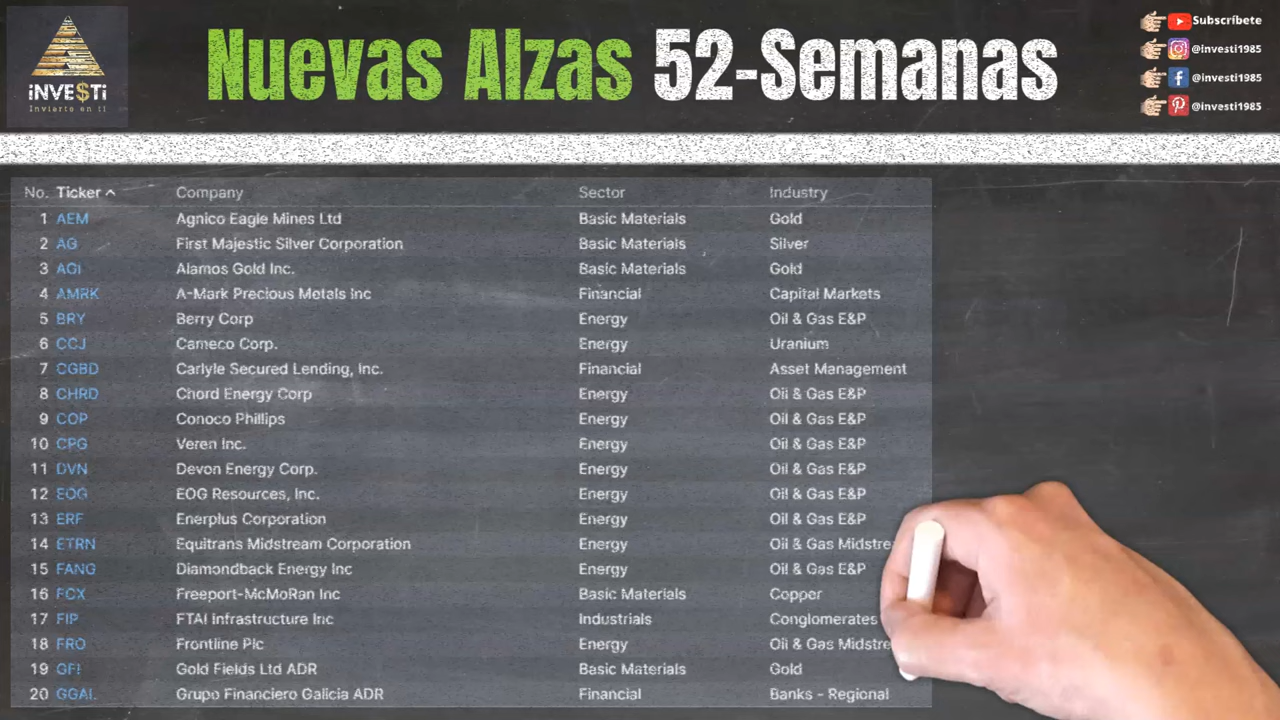 iNVE$Ti
Invierte en ti
Nuevas Alzas 52-Semanas
Subscríbete
@investi1985
@investi1985
@investi1985
No. Ticker Company Sector Industry
1 AEM Agnico Eagle Mines Ltd Basic Materials Gold
2 AG First Majestic Silver Corporation Basic Materials Silver
3 AGI Alamos Gold Inc. Basic Materials Gold
4 AMRK A-Mark Precious Metals Inc Financial Capital Markets
5 BRY Berry Corp Energy Oil & Gas E&P
6 CCJ Cameco Corp. Energy Uranium
7 CGBD Carlyle Secured Lending, Inc. Financial Asset Management
8 CHRD Chord Energy Corp Energy Oil & Gas E&P
9 COP Conoco Phillips Energy Oil & Gas E&P
10 CPG Veren Inc. Energy Oil & Gas E&P
11 DVN Devon Energy Corp. Energy Oil & Gas E&P
12 EOG EOG Resources, Inc. Energy Oil & Gas E&P
13 ERF Enerplus Corporation Energy Oil & Gas E&P
14 ETRN Equitrans Midstream Corporation Energy Oil & Gas Midstre
15 FANG Diamondback Energy Inc Energy Oil & Gas E&P
16 FCX Freeport-McMoRan Inc Basic Materials Copper
17 FIP FTAI Infrastructure Inc Industrials Conglomerates
18 FRO Frontline Plc Energy Oil & Gas Midstre
19 GFI Gold Fields Ltd ADR Basic Materials Gold
20 GGAL Grupo Financiero Galicia ADR Financial Banks - Regional